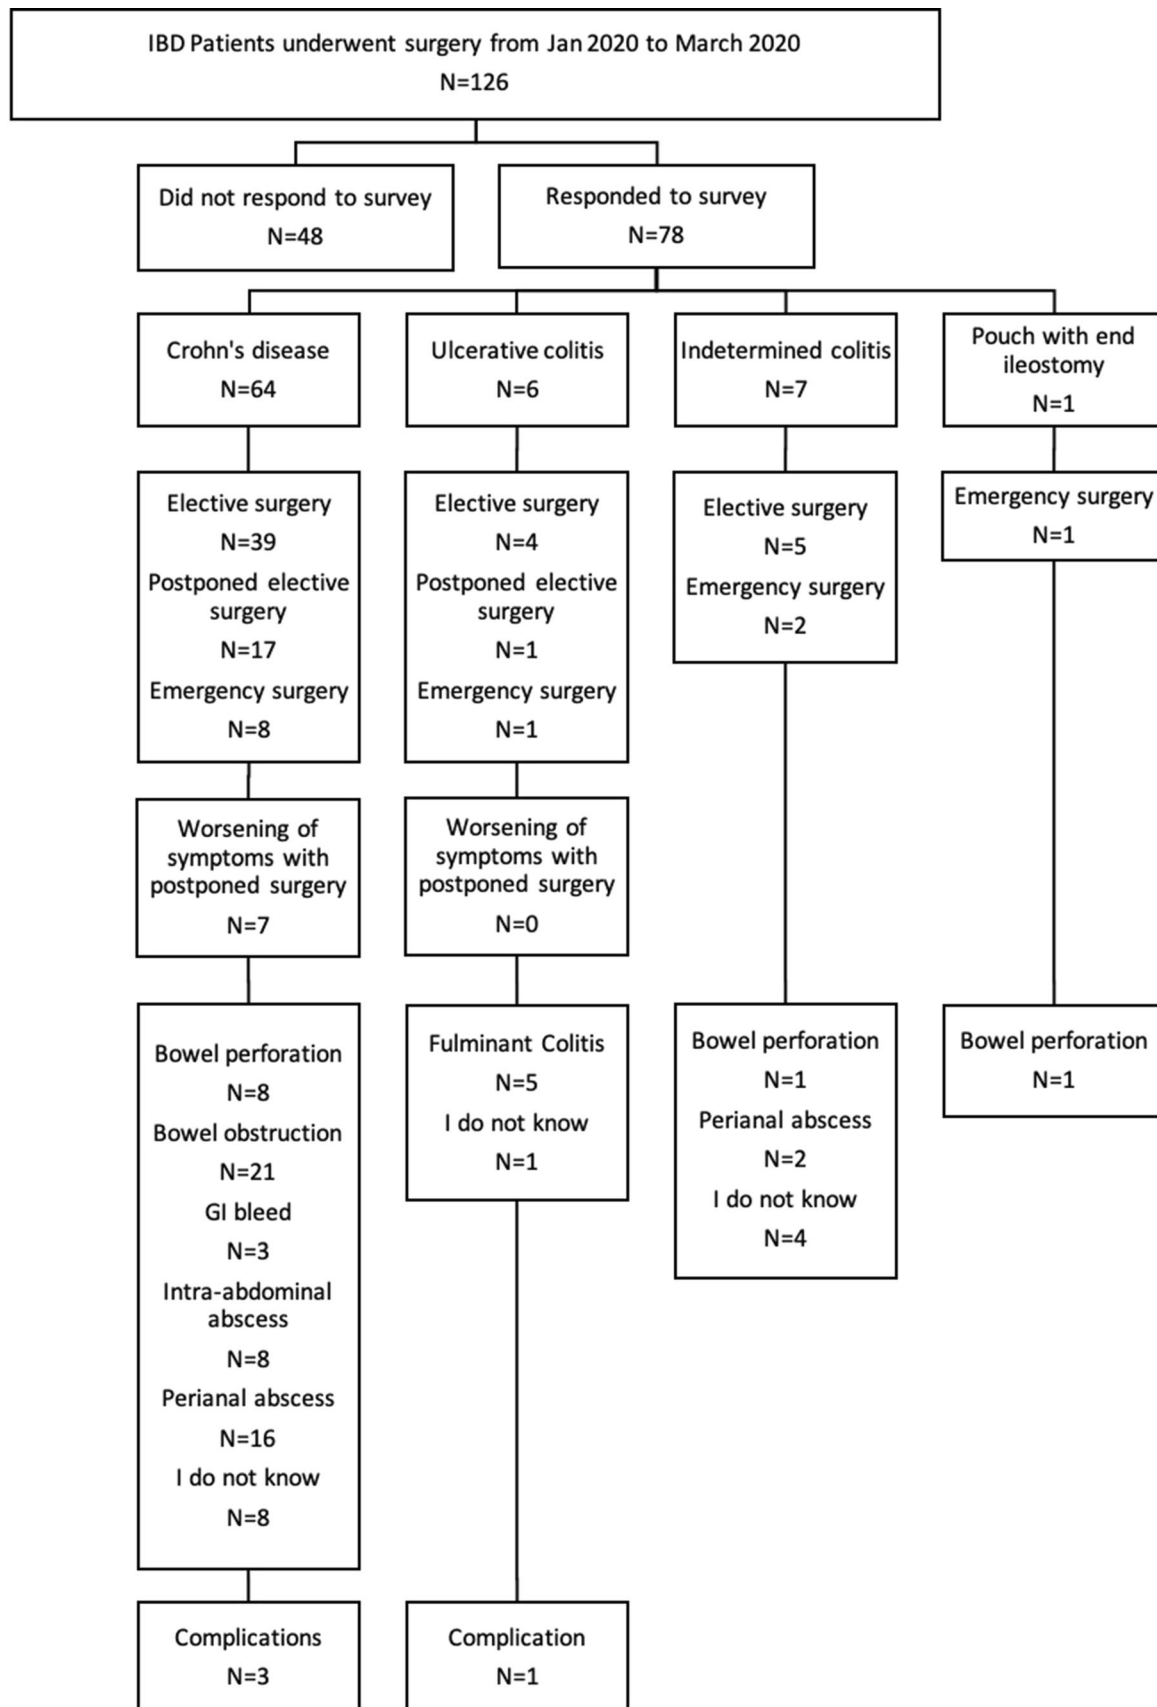 IBD Patients underwent surgery from Jan 2020 to March 2020
N=126
Did not respond to survey
N=48
Responded to survey
N=78
Crohn's disease
N=64
Ulcerative colitis
N=6
Indetermined colitis
N=7
Pouch with end
ileostomy
N=1
Elective surgery
N=39
Postponed elective
surgery
N=17
Emergency surgery
N=8
Elective surgery
N=4
Postponed elective
surgery
N=1
Emergency surgery
N=1
Elective surgery
N=5
Emergency surgery
N=2
Emergency surgery
N=1
Worsening of
symptoms with
postponed surgery
N=7
Worsening of
symptoms with
postponed surgery
N=0
Bowel perforation
N=8
Bowel obstruction
N=21
GI bleed
N=3
Intra-abdominal
abscess
N=8
Perianal abscess
N=16
I do not know
N=8
Fulminant Colitis
N=5
I do not know
N=1
Bowel perforation
N=1
Perianal abscess
N=2
I do not know
N=4
Bowel perforation
N=1
Complications
N=3
Complication
N=1